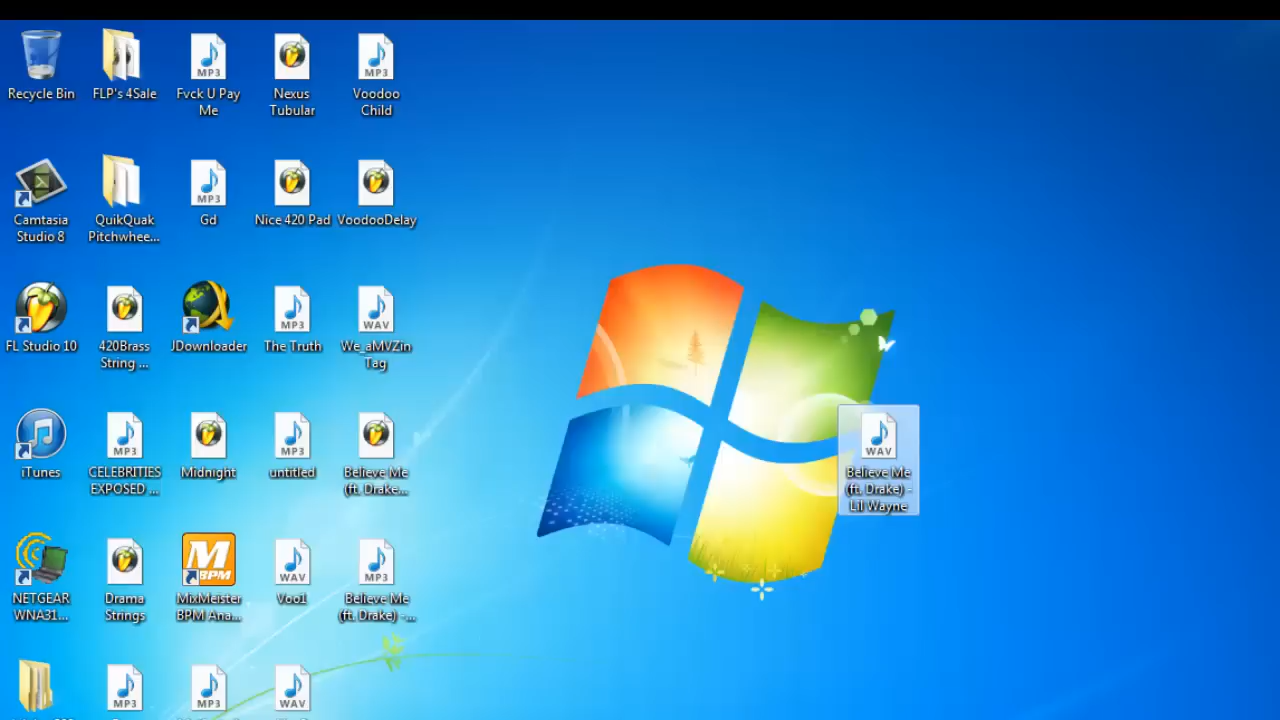 Recycle Bin
FLP's 4Sale
MP3
Fvck U Pay
Me
Nexus
Tubular
MP3
Voodoo
Child
Camtasia
Studio 8
QuikQuak
Pitchwhee...
MP3
Gd
Nice 420 Pad
VoodooDelay
FL Studio 10
420Brass
String ...
JDownloader
MP3
The Truth
WAV
We_aMVZin
Tag
iTunes
MP3
CELEBRITIES
EXPOSED ...
Midnight
MP3
untitled
Believe Me
(ft. Drake...
WAV
Believe Me
(ft. Drake) -
Lil Wayne
NETGEAR
WNA31...
Drama
Strings
M
BPM
MixMeister
BPM Ana...
WAV
Voo1
MP3
Believe Me
(ft. Drake) -...
MP3
MP3
WAV